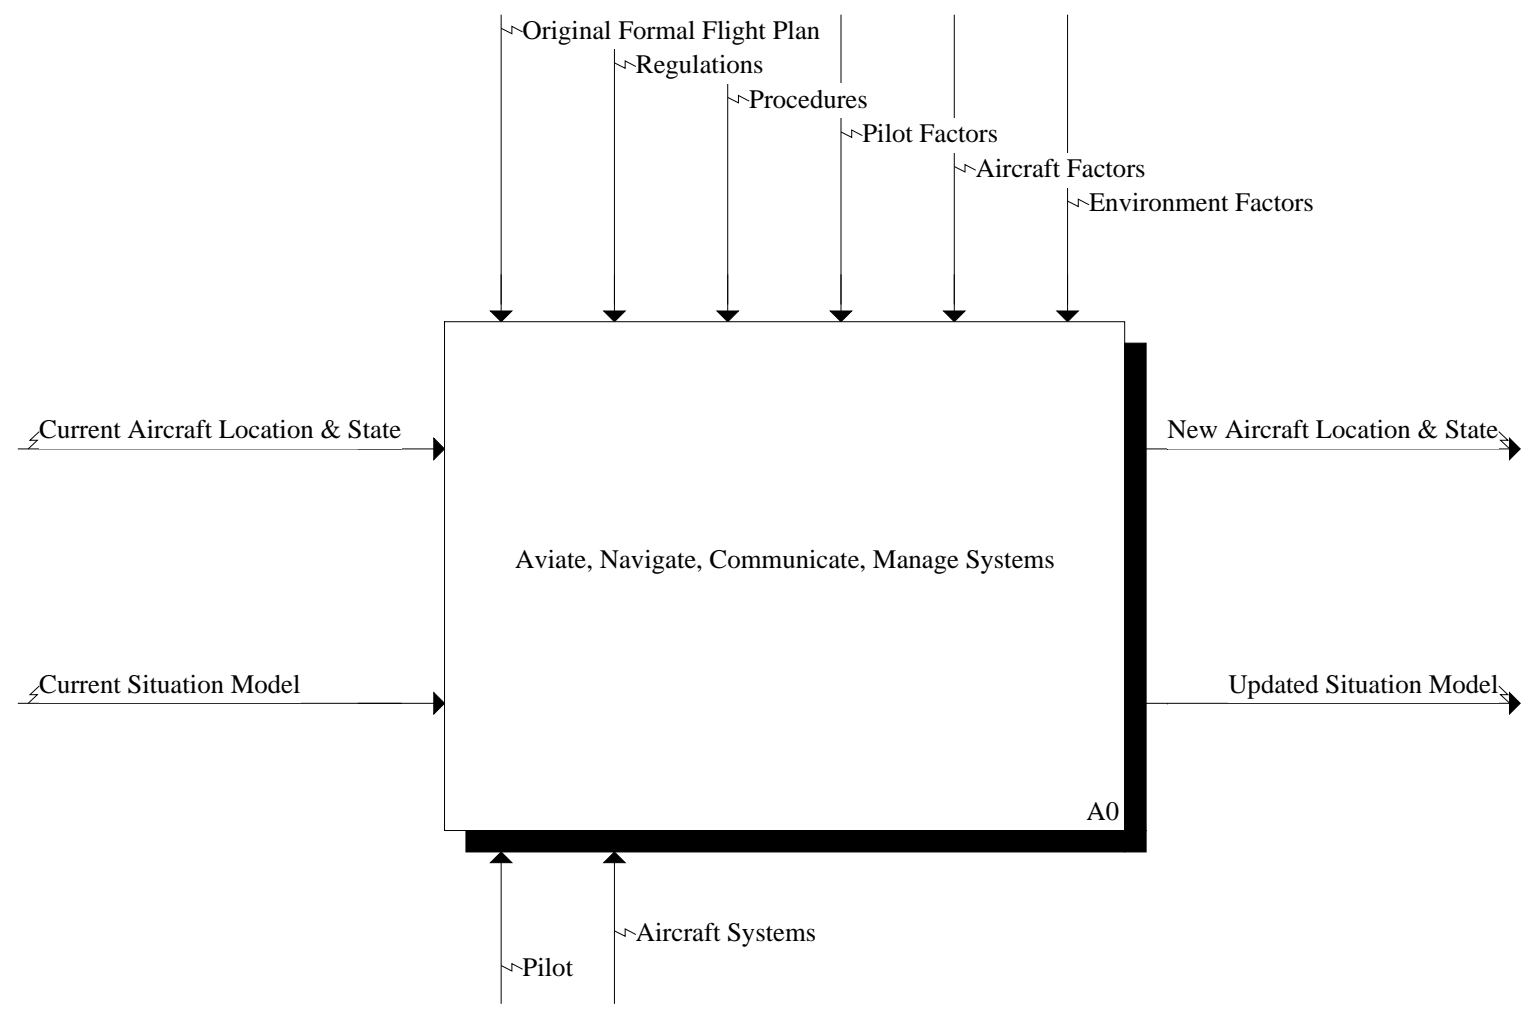 Original Formal Flight Plan
Regulations
Procedures
Pilot Factors
Aircraft Factors
Environment Factors
Current Aircraft Location & State
New Aircraft Location & State
Aviate, Navigate, Communicate, Manage Systems
Current Situation Model
Updated Situation Model
A0
Aircraft Systems
Pilot